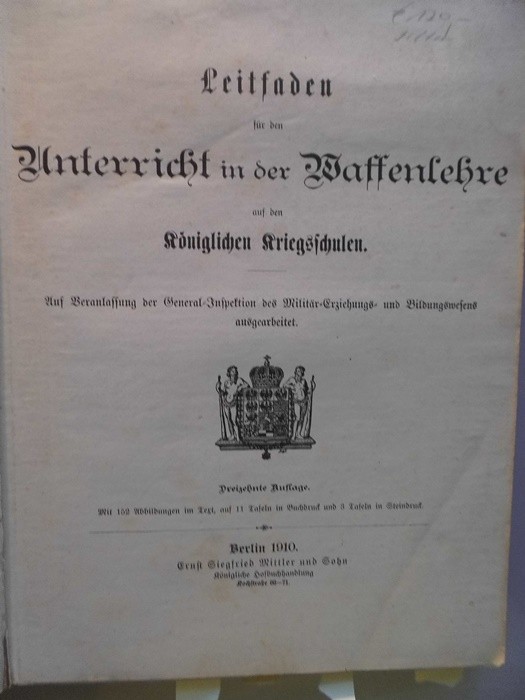 Leitfaden
für den
Unterricht in der Waffenlehre
auf den
Königlichen Kriegsschulen.
Auf Veranlassung der General-Inspektion des Militär-Erziehungs- und Bildungswesens
ausgearbeitet.
Dreizehnte Auflage.
Mit 152 Abbildungen im Text, auf 11 Tafeln in Buchdruck und 3 Tafeln in Steindruck.
Berlin 1910.
Ernst Siegfried Mittler und Sohn
Königliche Hofbuchhandlung
Kochstraße 68–71.